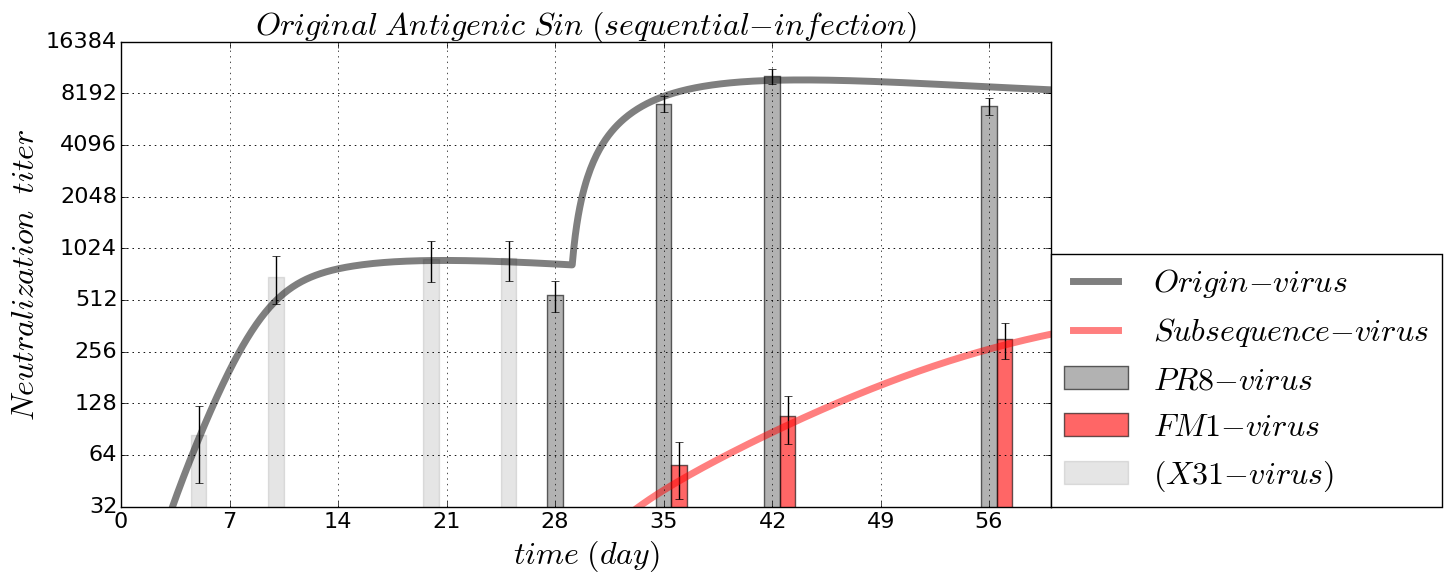 Original Antigenic Sin (sequential−infection)
16384
8192
4096
2048
1024
512
256
128
64
32
Neutralization titer
0 7 14 21 28 35 42 49 56
time (day)
Origin−virus
Subsequence−virus
PR8−virus
FM1−virus
(X31−virus)